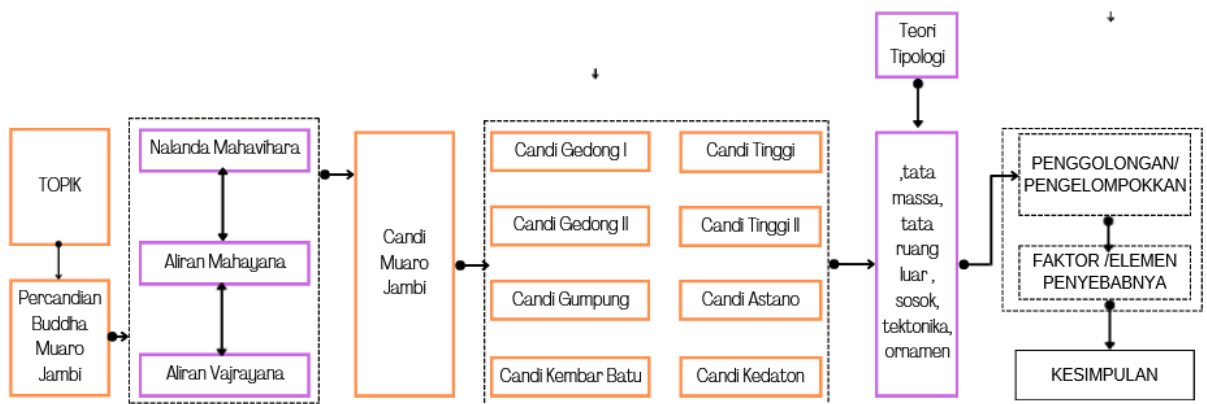 TOPIK
Percandian
Buddha
Muaro
Jambi
Nalanda Mahavihara
Aliran Mahayana
Aliran Vajrayana
Candi
Muaro
Jambi
Candi Gedong I
Candi Gedong II
Candi Gumpung
Candi Kembar Batu
Candi Tinggi
Candi Tinggi II
Candi Astano
Candi Kedaton
Teori
Tipologi
,tata
massa,
tata
ruang
luar ,
sosok,
tektonika,
ornamen
PENGGOLONGAN/
PENGELOMPOKKAN
FAKTOR /ELEMEN
PENYEBABNYA
KESIMPULAN